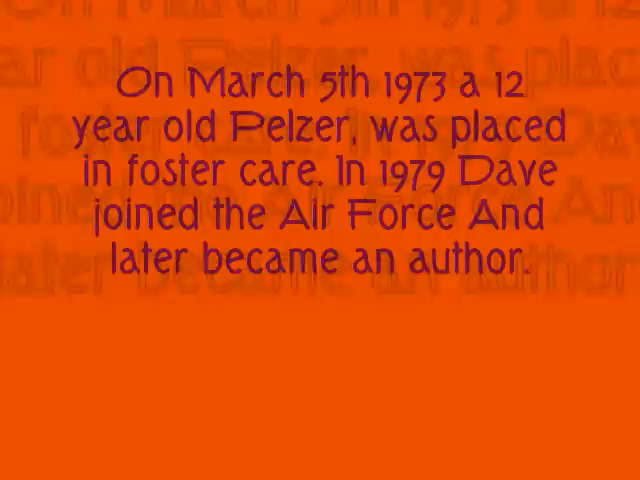 On March 5th 1973 a 12
year old Pelzer, was placed
in foster care. In 1979 Dave
joined the Air Force And
later became an author.